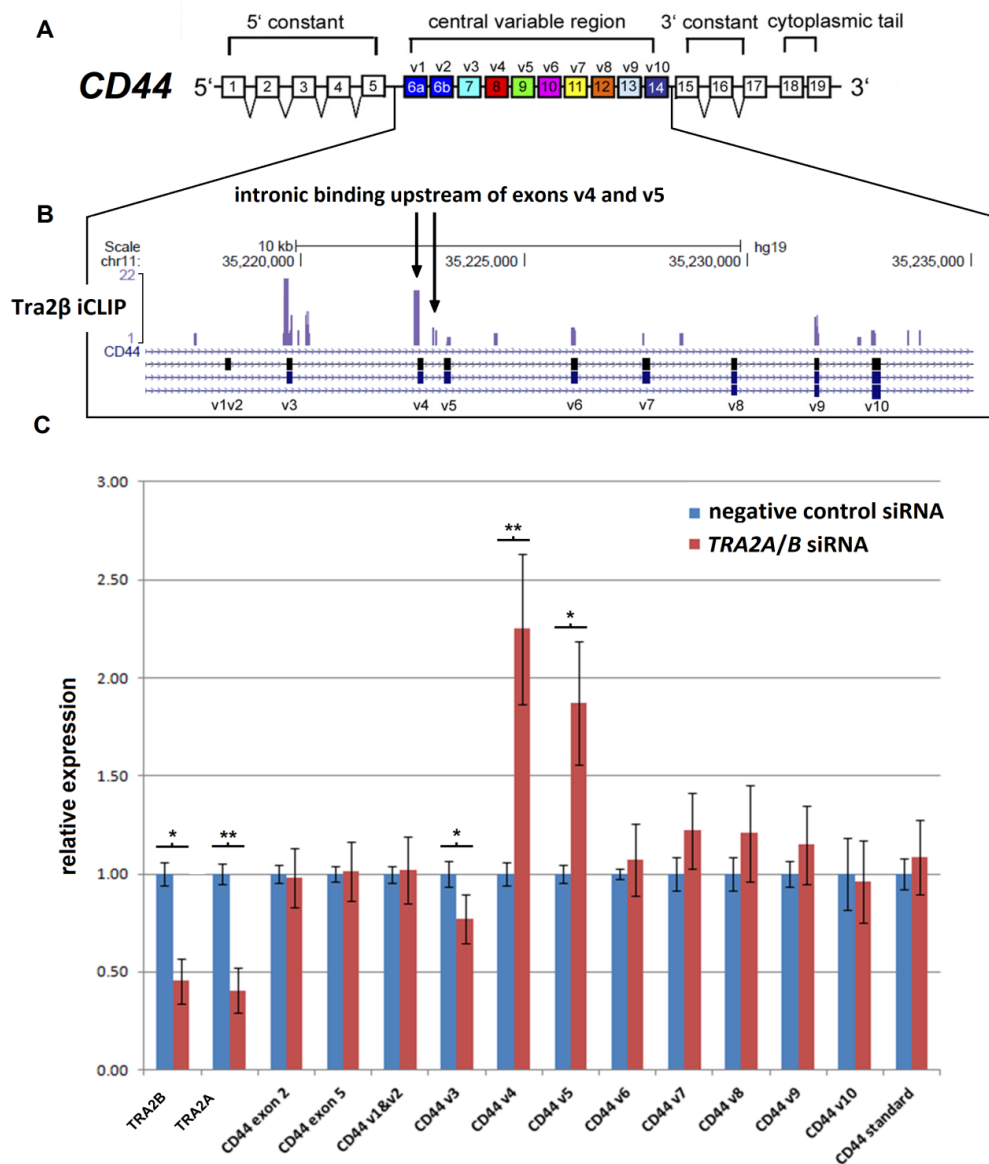 A
5' constant
central variable region
3' constant
cytoplasmic tail
v1 v2 v3 v4 v5 v6 v7 v8 v9 v10
CD44
5' 1 2 3 4 5 6a 6b 7 8 9 10 11 12 13 14 15 16 17 18 19 3'
intronic binding upstream of exons v4 and v5
B
Scale 10 kb hg19
chr11: 35,220,000 35,225,000 35,230,000 35,235,000
22
Tra2β iCLIP
1
CD44
v1v2 v3 v4 v5 v6 v7 v8 v9 v10
C
3.00
2.50
2.00
1.50
1.00
0.50
0.00
relative expression
negative control siRNA
TRA2A/B siRNA
* ** * ** *
TRA2B
TRA2A
CD44 exon 2
CD44 exon 5
CD44 v1&v2
CD44 v3
CD44 v4
CD44 v5
CD44 v6
CD44 v7
CD44 v8
CD44 v9
CD44 v10
CD44 standard